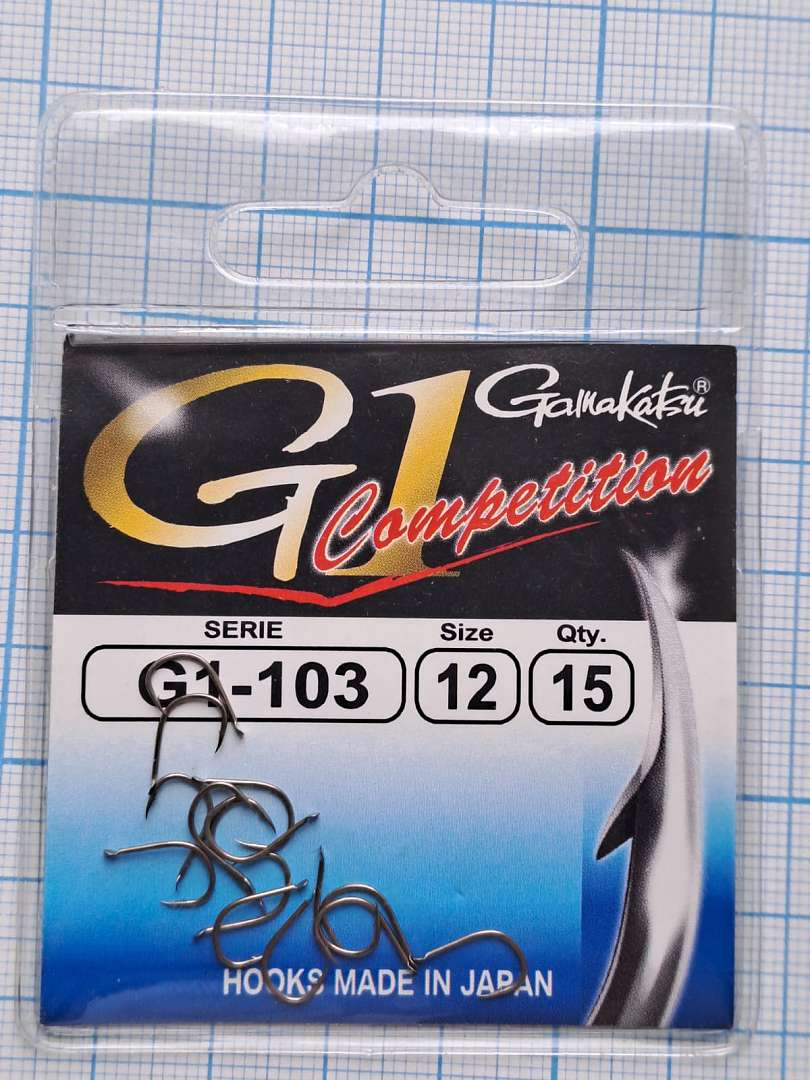 G1 Gamakatsu®
Competition
SERIE Size Qty.
G1-103 12 15
HOOKS MADE IN JAPAN